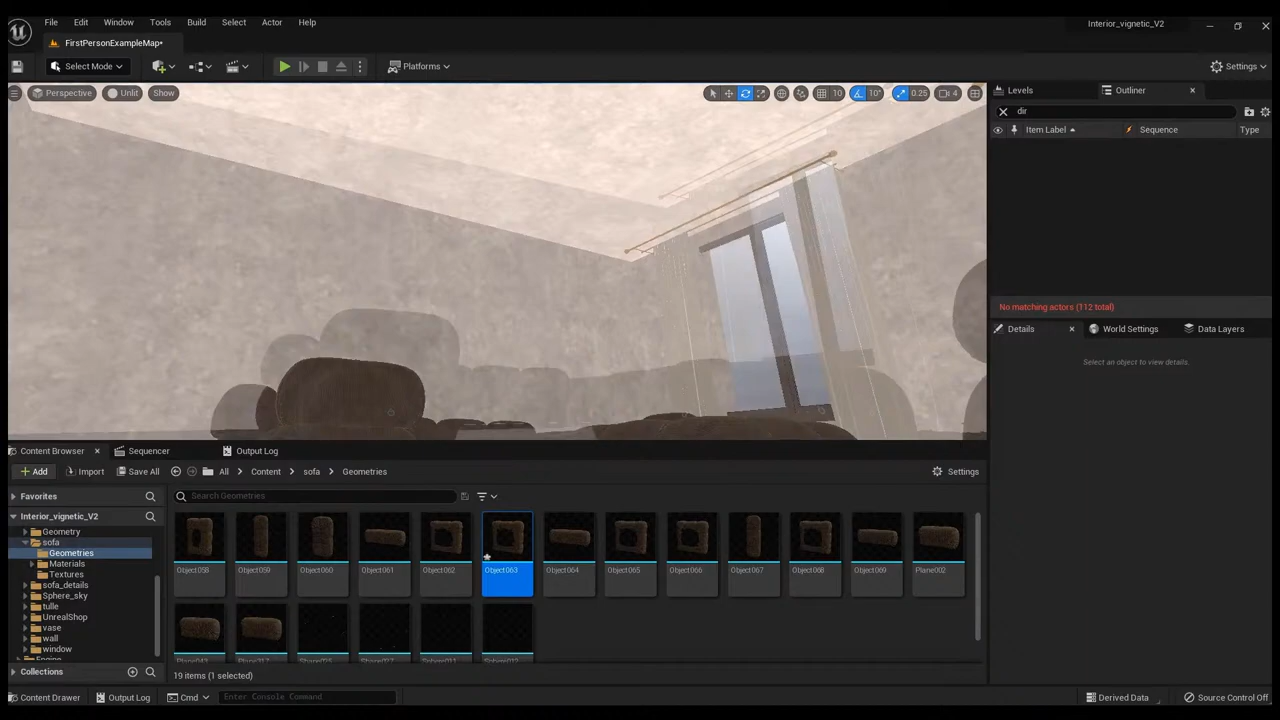 File Edit Window Tools Build Select Actor Help
Interior_vignetic_V2
FirstPersonExampleMap•
Select Mode
Platforms
Settings
Perspective Unlit Show
10 10° 0.25 4
Levels Outliner
dir
Item Label Sequence Type
No matching actors (112 total)
Details World Settings Data Layers
Select an object to view details.
Content Browser Sequencer Output Log
Add Import Save All All Content sofa Geometries Settings
Favorites
Search Geometries
Interior_vignetic_V2
Geometry
sofa
Geometries
Materials
Textures
sofa_details
Sphere_sky
tulle
UnrealShop
vase
wall
window
Engine
Object058 Object059 Object060 Object061 Object062 Object063 Object064 Object065 Object066 Object067 Object068 Object069 Plane002
Collections
19 items (1 selected)
Content Drawer Output Log Cmd Enter Console Command Derived Data Source Control Off